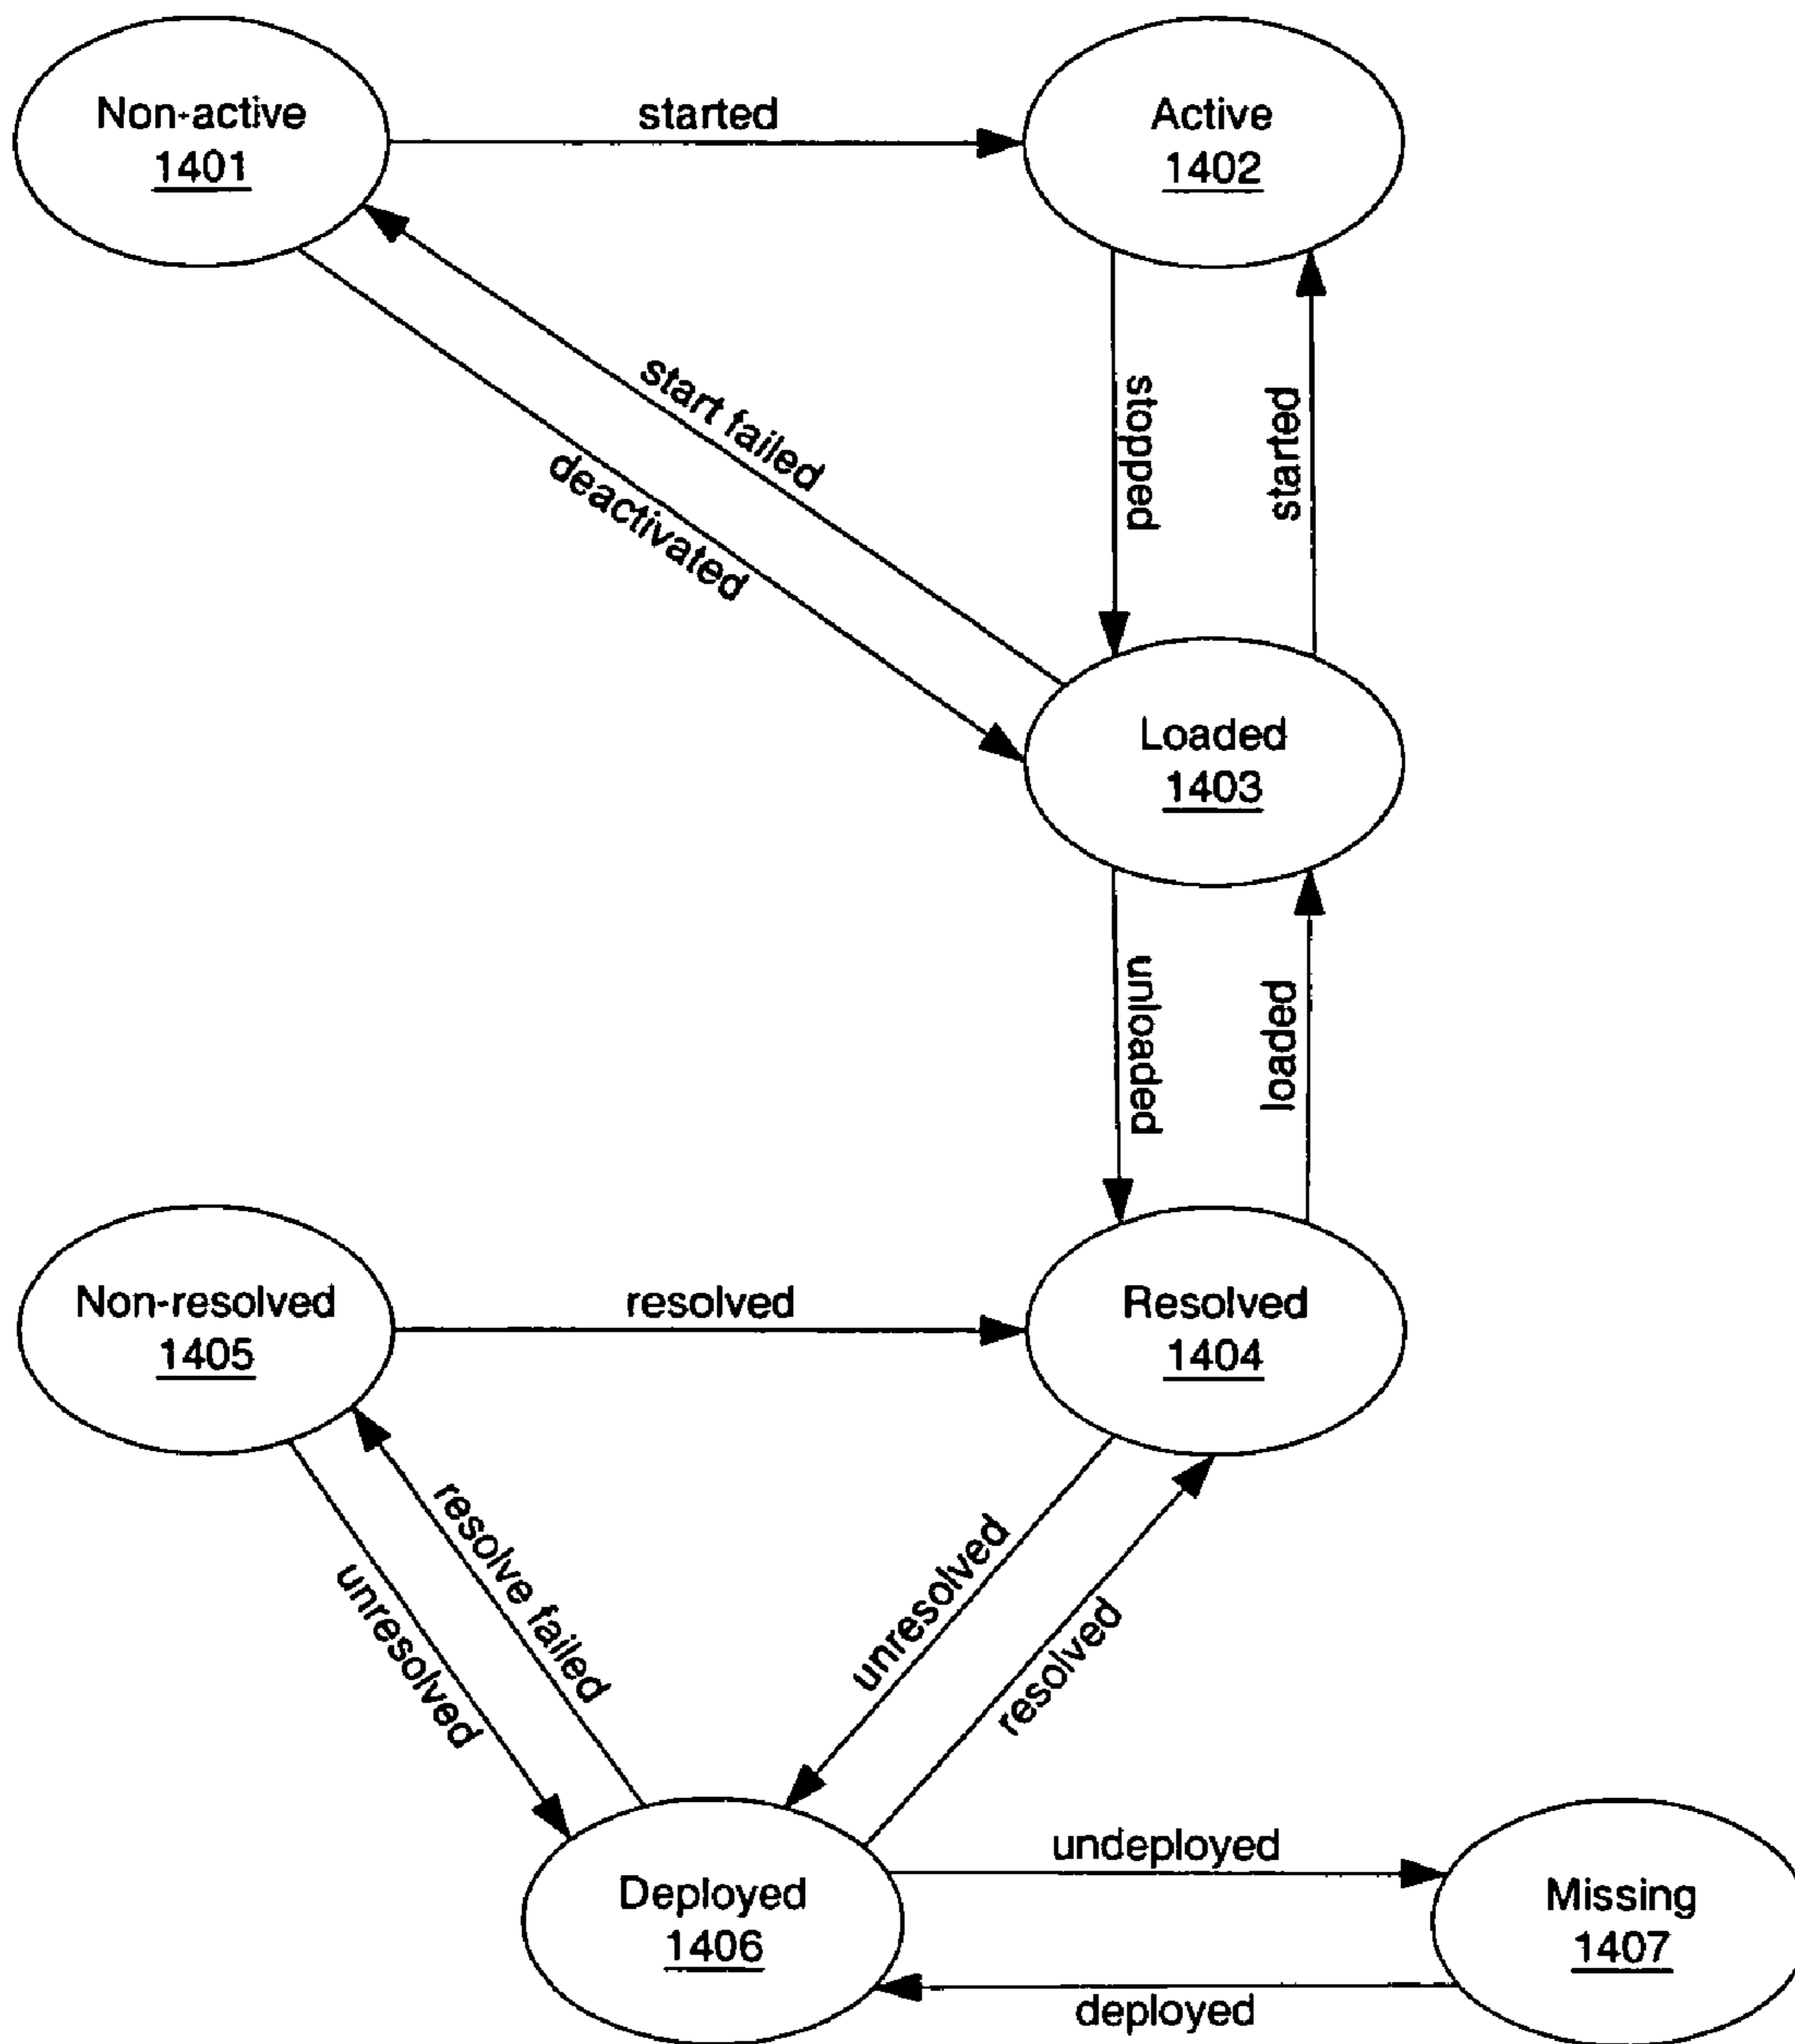 Non-active
1401
started
Active
1402
start failed
deactivated
stopped
started
Loaded
1403
unloaded
loaded
Non-resolved
1405
resolved
Resolved
1404
resolve failed
unresolved
unresolved
resolved
Deployed
1406
undeployed
Missing
1407
deployed